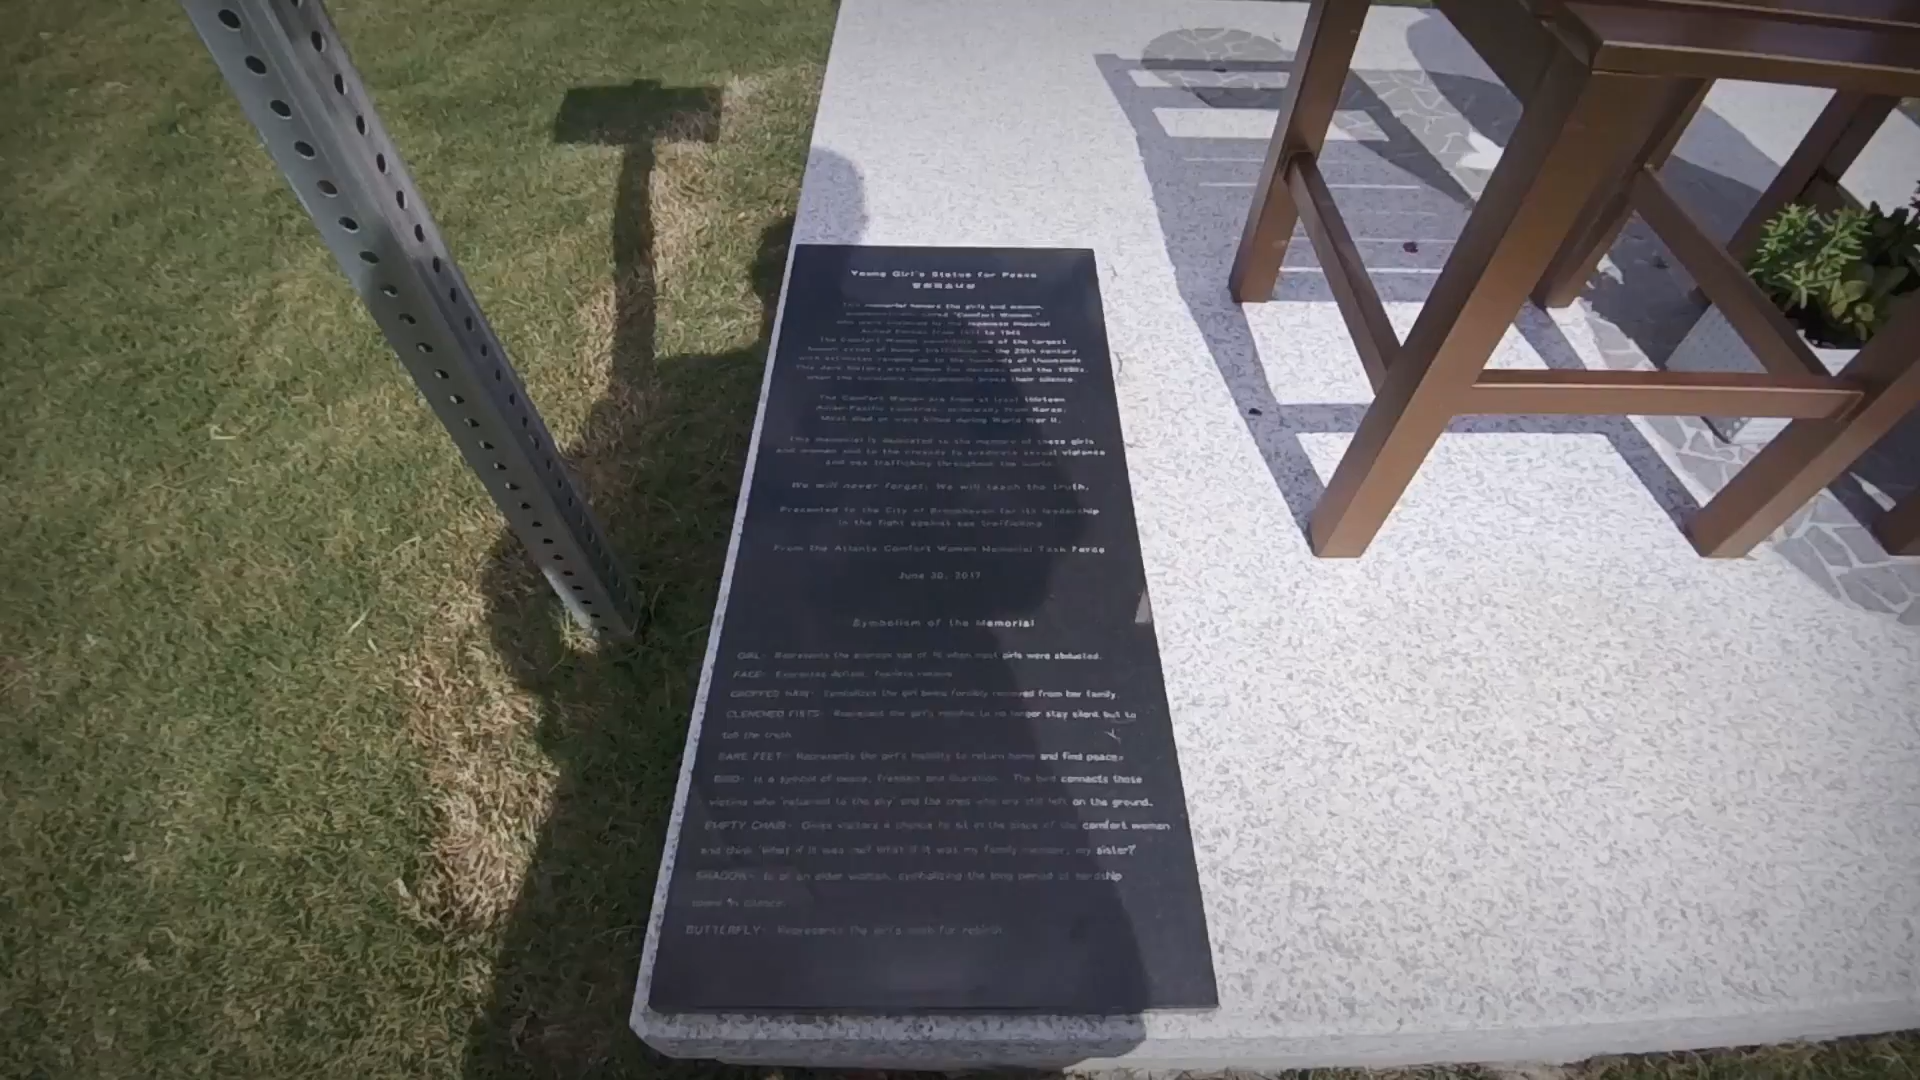 Young Girl's Statue for Peace
평화의소녀상
This memorial honors the girls and women,
euphemistically called "Comfort Women,"
who were enslaved by the Japanese Imperial
Armed Forces from to 1945
The Comfort Women constitute one of the largest
known cases of human trafficking in the 20th century
with estimates ranging up to the hundreds of thousands
This dark history was hidden for decades until the 1990s,
when the survivors courageously broke their silence.
The Comfort Women are from at least thirteen
Asian-Pacific countries, primarily from Korea.
Most died or were killed during World War II.
This memorial is dedicated to the memory of these girls
and women and to the crusade to eradicate sexual violence
and sex trafficking throughout the world.
We will never forget. We will teach the truth.
Presented to the City of Brookhaven for its leadership
in the fight against sex trafficking
From the Atlanta Comfort Women Memorial Task Force
June 30, 2017
Symbolism of the Memorial
GIRL- Represents the average age of when most girls were abducted.
FACE- Expresses defiant, fearless resolve
CROPPED HAIR- Symbolizes the girl being forcibly removed from her family.
CLENCHED FISTS- Represent the girl's resolve to no longer stay silent but to
tell the truth
BARE FEET- Represents the girl's inability to return home and find peace.
BIRD- Is a symbol of peace, freedom and liberation. The bird connects those
victims who 'returned to the sky' and the ones who are still left on the ground.
EMPTY CHAIR- Gives visitors a chance to sit in the place of the comfort women
and think 'What if it was me? What if it was my family member, my sister?'
SHADOW- Is of an elder woman, symbolizing the long period of hardship
spent in silence.
BUTTERFLY- Represents the girl's wish for rebirth.